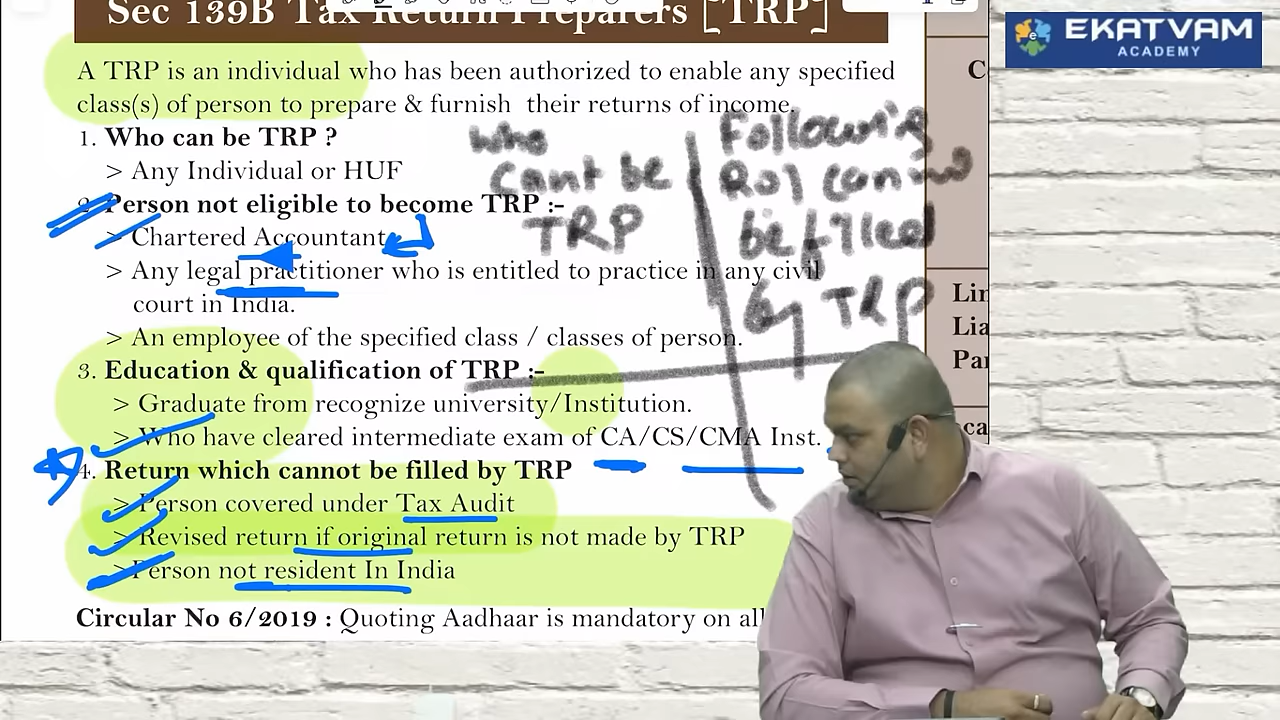 Sec 139B Tax Return Preparers [TRP]
EKATVAM
ACADEMY
A TRP is an individual who has been authorized to enable any specified
class(s) of person to prepare & furnish their returns of income.
1. Who can be TRP ?
> Any Individual or HUF
2. Person not eligible to become TRP :-
> Chartered Accountant
> Any legal practitioner who is entitled to practice in any civil
court in India.
> An employee of the specified class / classes of person.
3. Education & qualification of TRP :-
> Graduate from recognize university/Institution.
> Who have cleared intermediate exam of CA/CS/CMA Inst.
4. Return which cannot be filled by TRP
> Person covered under Tax Audit
> Revised return if original return is not made by TRP
> Person not resident In India
Circular No 6/2019 : Quoting Aadhaar is mandatory on all
Who
Cant be
TRP
Following
ROI
be filed
by TRP
C
Lin
Lia
Par
ca